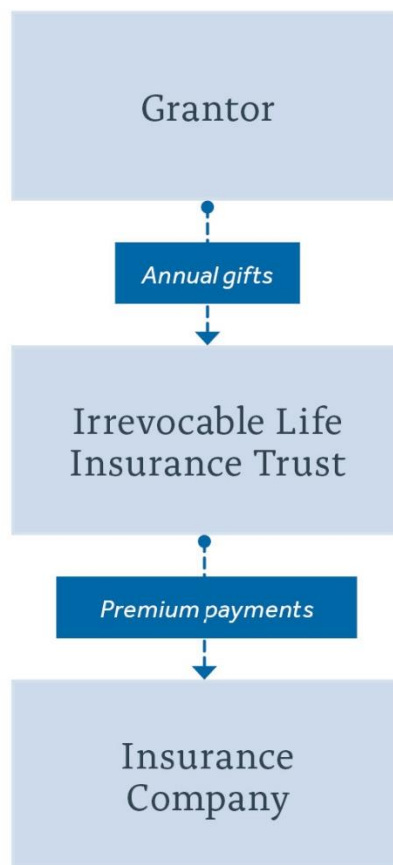 Grantor
Annual gifts
Irrevocable Life
Insurance Trust
Premium payments
Insurance
Company